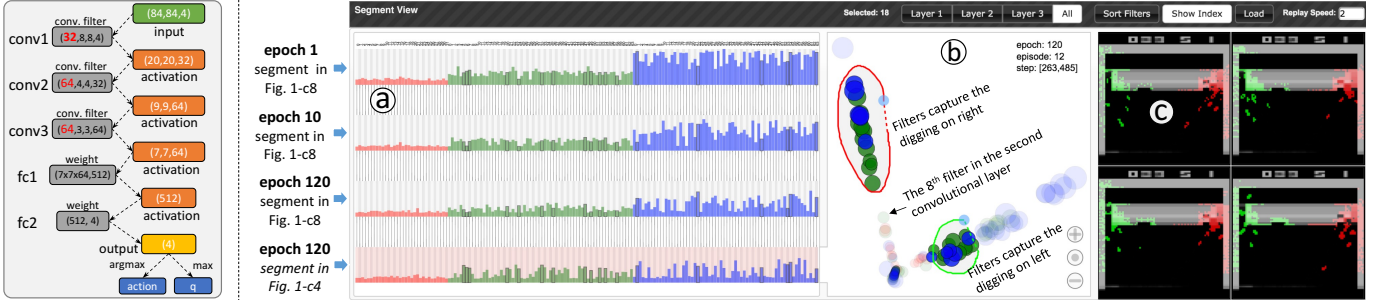 (84,84,4)
input
conv. filter
conv1
(32,8,8,4)
(20,20,32)
activation
conv. filter
conv2
(64,4,4,32)
(9,9,64)
activation
conv. filter
conv3
(64,3,3,64)
(7,7,64)
activation
weight
fc1
(7x7x64,512)
(512)
activation
weight
fc2
(512, 4)
output
(4)
argmax
max
action
q
epoch 1
segment in
Fig. 1-c8
epoch 10
segment in
Fig. 1-c8
epoch 120
segment in
Fig. 1-c8
epoch 120
segment in
Fig. 1-c4
Segment View
Selected: 18
Layer 1
Layer 2
Layer 3
All
Sort Filters
Show Index
Load
Replay Speed: 2
a
b
epoch: 120
episode: 12
step: [263,485]
Filters capture the
digging on right
The 8th filter in the second
convolutional layer
Filters capture the
digging on left
c